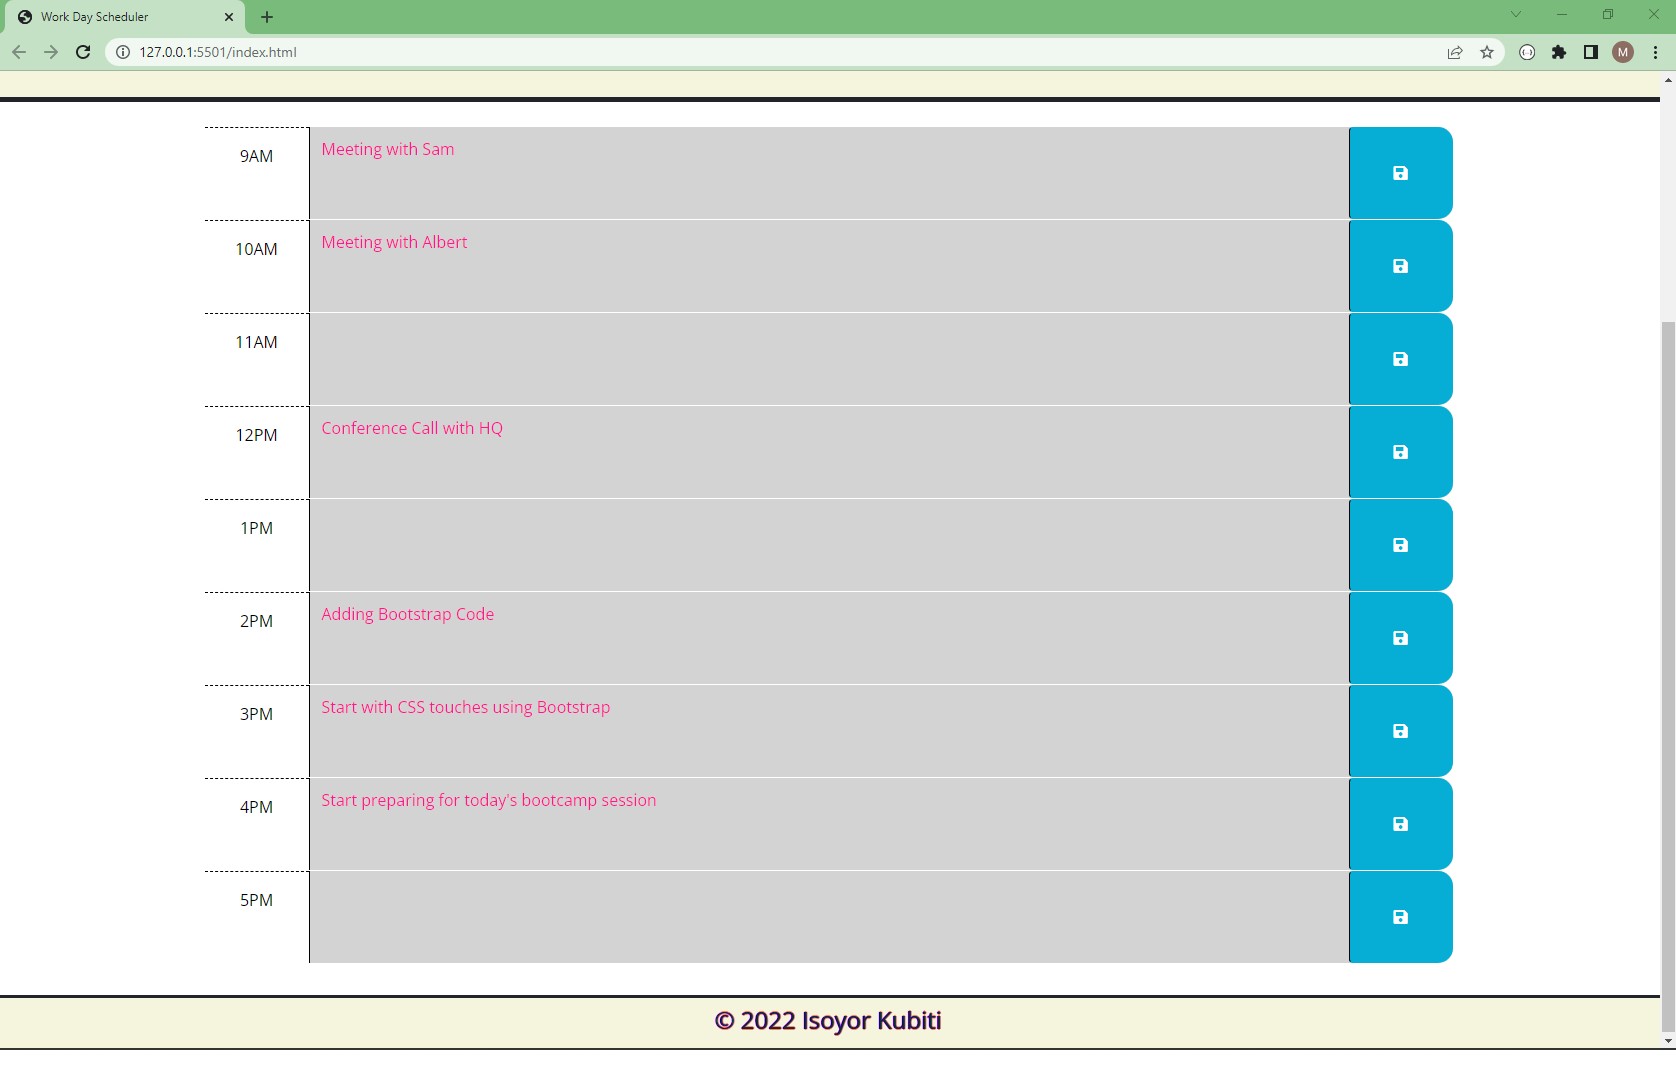 Work Day Scheduler
127.0.0.1:5501/index.html
M
9AM
Meeting with Sam
10AM
Meeting with Albert
11AM
12PM
Conference Call with HQ
1PM
2PM
Adding Bootstrap Code
3PM
Start with CSS touches using Bootstrap
4PM
Start preparing for today's bootcamp session
5PM
© 2022 Isoyor Kubiti